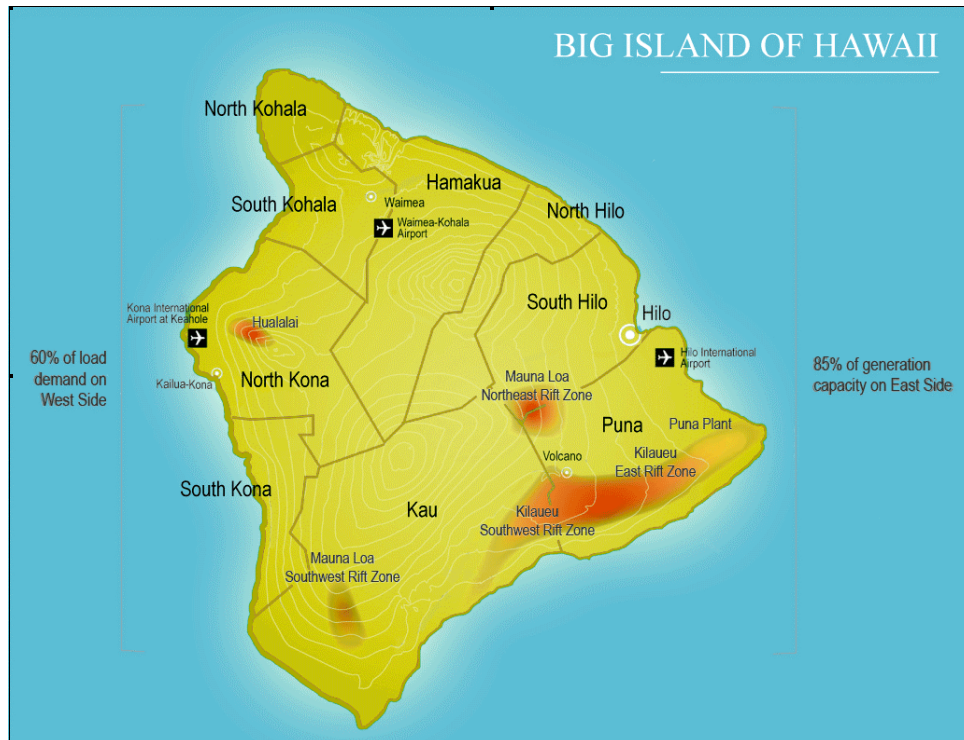 BIG ISLAND OF HAWAII
North Kohala
Hamakua
South Kohala
Waimea
Waimea-Kohala
Airport
North Hilo
South Hilo
Hilo
Kona International
Airport at Keahole
Hualalai
Hilo International
Airport
60% of load
demand on
West Side
85% of generation
capacity on East Side
Kailua-Kona
North Kona
Mauna Loa
Northeast Rift Zone
Puna
Puna Plant
Kilaueu
East Rift Zone
Volcano
South Kona
Kau
Kilaueu
Southwest Rift Zone
Mauna Loa
Southwest Rift Zone